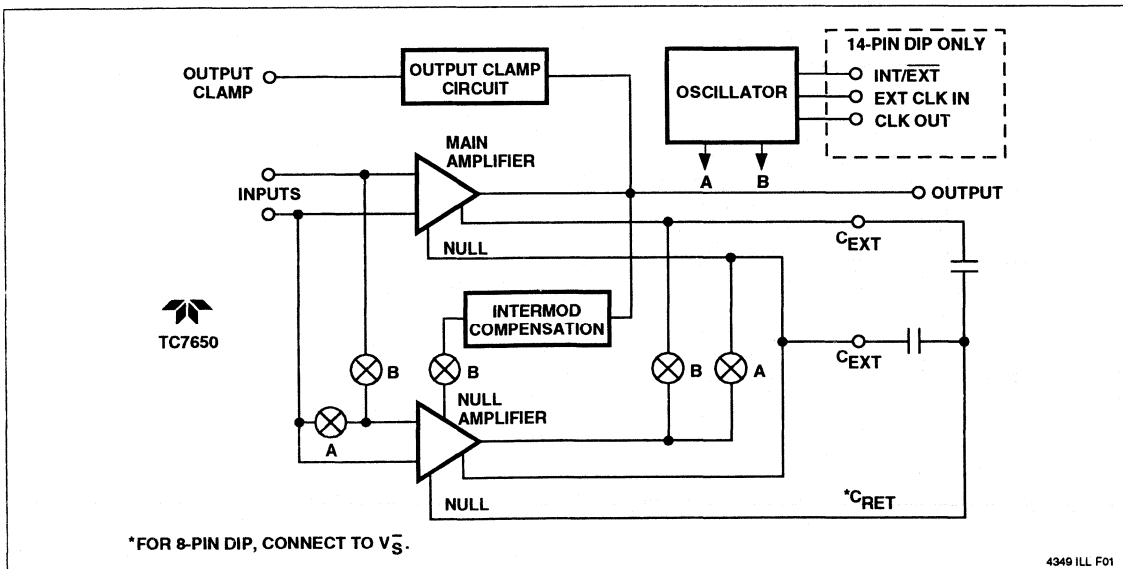 14-PIN DIP ONLY
OUTPUT
CLAMP
OUTPUT CLAMP
CIRCUIT
OSCILLATOR
INT/EXT
EXT CLK IN
CLK OUT
MAIN
AMPLIFIER
A
B
INPUTS
OUTPUT
NULL
CEXT
TC7650
INTERMOD
COMPENSATION
CEXT
B
B
B
A
NULL
AMPLIFIER
A
NULL
*CRET
*FOR 8-PIN DIP, CONNECT TO VS-.
4349 ILL F01